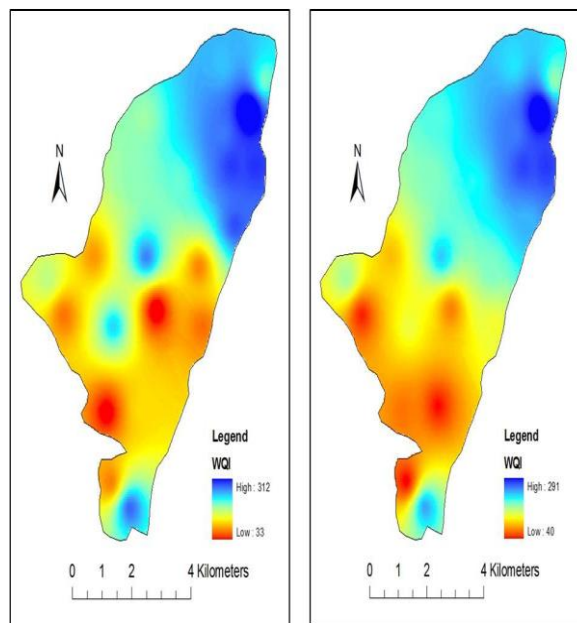 N
Legend
WQI
High : 312
Low : 33
0 1 2 4 Kilometers
N
Legend
WQI
High : 291
Low : 40
0 1 2 4 Kilometers